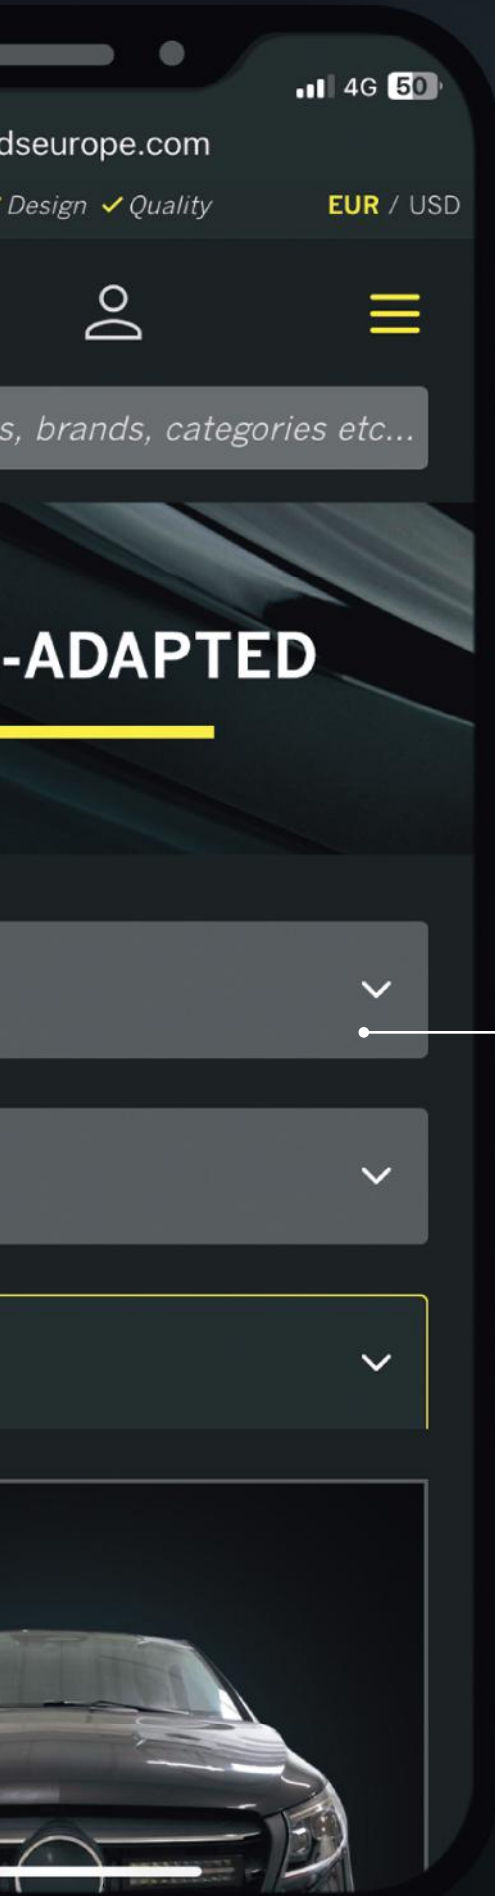 4G 50
dseurope.com
Design Quality EUR / USD
s, brands, categories etc...
-ADAPTED